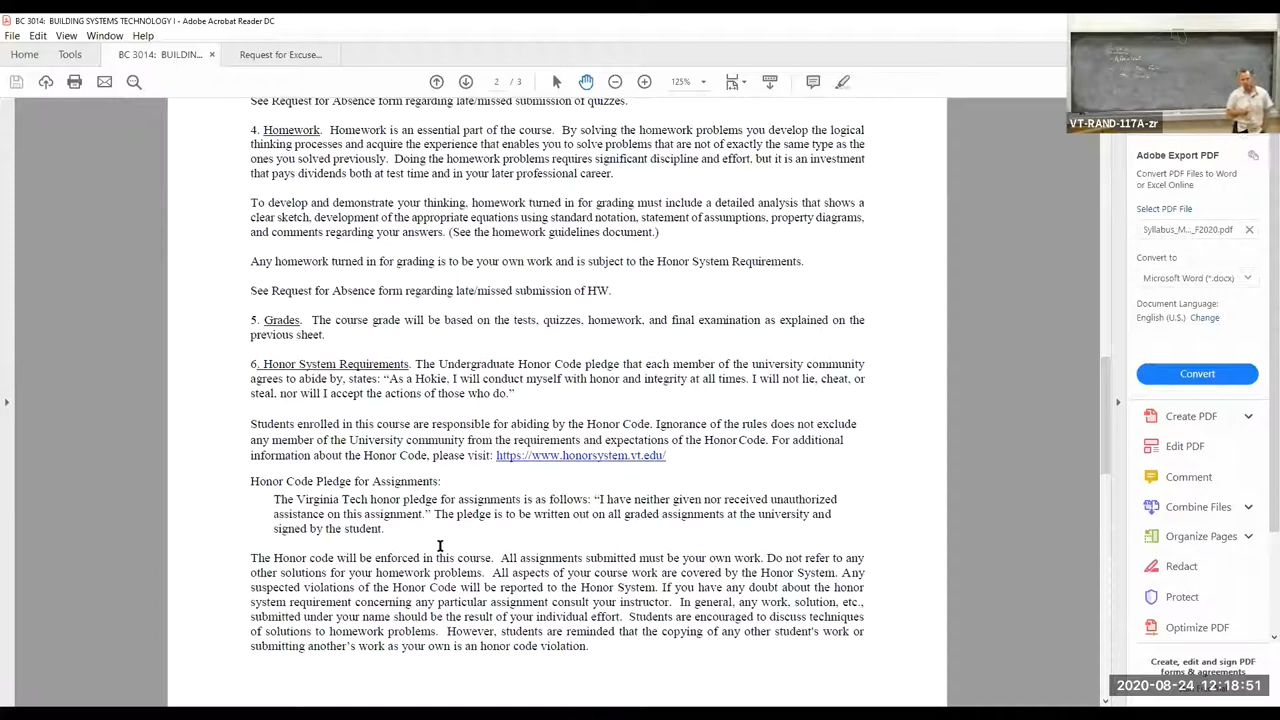 BC 3014: BUILDING SYSTEMS TECHNOLOGY I - Adobe Acrobat Reader DC
File Edit View Window Help
Home Tools BC 3014: BUILDIN... × Request for Excuse...
2 / 3 125%
VT-RAND-117A-zr
See Request for Absence form regarding late/missed submission of quizzes.
4. Homework. Homework is an essential part of the course. By solving the homework problems you develop the logical
thinking processes and acquire the experience that enables you to solve problems that are not of exactly the same type as the
ones you solved previously. Doing the homework problems requires significant discipline and effort, but it is an investment
that pays dividends both at test time and in your later professional career.
To develop and demonstrate your thinking, homework turned in for grading must include a detailed analysis that shows a
clear sketch, development of the appropriate equations using standard notation, statement of assumptions, property diagrams,
and comments regarding your answers. (See the homework guidelines document.)
Any homework turned in for grading is to be your own work and is subject to the Honor System Requirements.
See Request for Absence form regarding late/missed submission of HW.
5. Grades. The course grade will be based on the tests, quizzes, homework, and final examination as explained on the
previous sheet.
6. Honor System Requirements. The Undergraduate Honor Code pledge that each member of the university community
agrees to abide by, states: “As a Hokie, I will conduct myself with honor and integrity at all times. I will not lie, cheat, or
steal, nor will I accept the actions of those who do.”
Students enrolled in this course are responsible for abiding by the Honor Code. Ignorance of the rules does not exclude
any member of the University community from the requirements and expectations of the Honor Code. For additional
information about the Honor Code, please visit: https://www.honorsystem.vt.edu/
Honor Code Pledge for Assignments:
The Virginia Tech honor pledge for assignments is as follows: “I have neither given nor received unauthorized
assistance on this assignment.” The pledge is to be written out on all graded assignments at the university and
signed by the student.
The Honor code will be enforced in this course. All assignments submitted must be your own work. Do not refer to any
other solutions for your homework problems. All aspects of your course work are covered by the Honor System. Any
suspected violations of the Honor Code will be reported to the Honor System. If you have any doubt about the honor
system requirement concerning any particular assignment consult your instructor. In general, any work, solution, etc.,
submitted under your name should be the result of your individual effort. Students are encouraged to discuss techniques
of solutions to homework problems. However, students are reminded that the copying of any other student's work or
submitting another’s work as your own is an honor code violation.
Adobe Export PDF
Convert PDF Files to Word
or Excel Online
Select PDF File
Syllabus_M..._F2020.pdf ×
Convert to
Microsoft Word (*.docx)
Document Language:
English (U.S.) Change
Convert
Create PDF
Edit PDF
Comment
Combine Files
Organize Pages
Redact
Protect
Optimize PDF
Create, edit and sign PDF
forms & agreements
2020-08-24 12:18:51